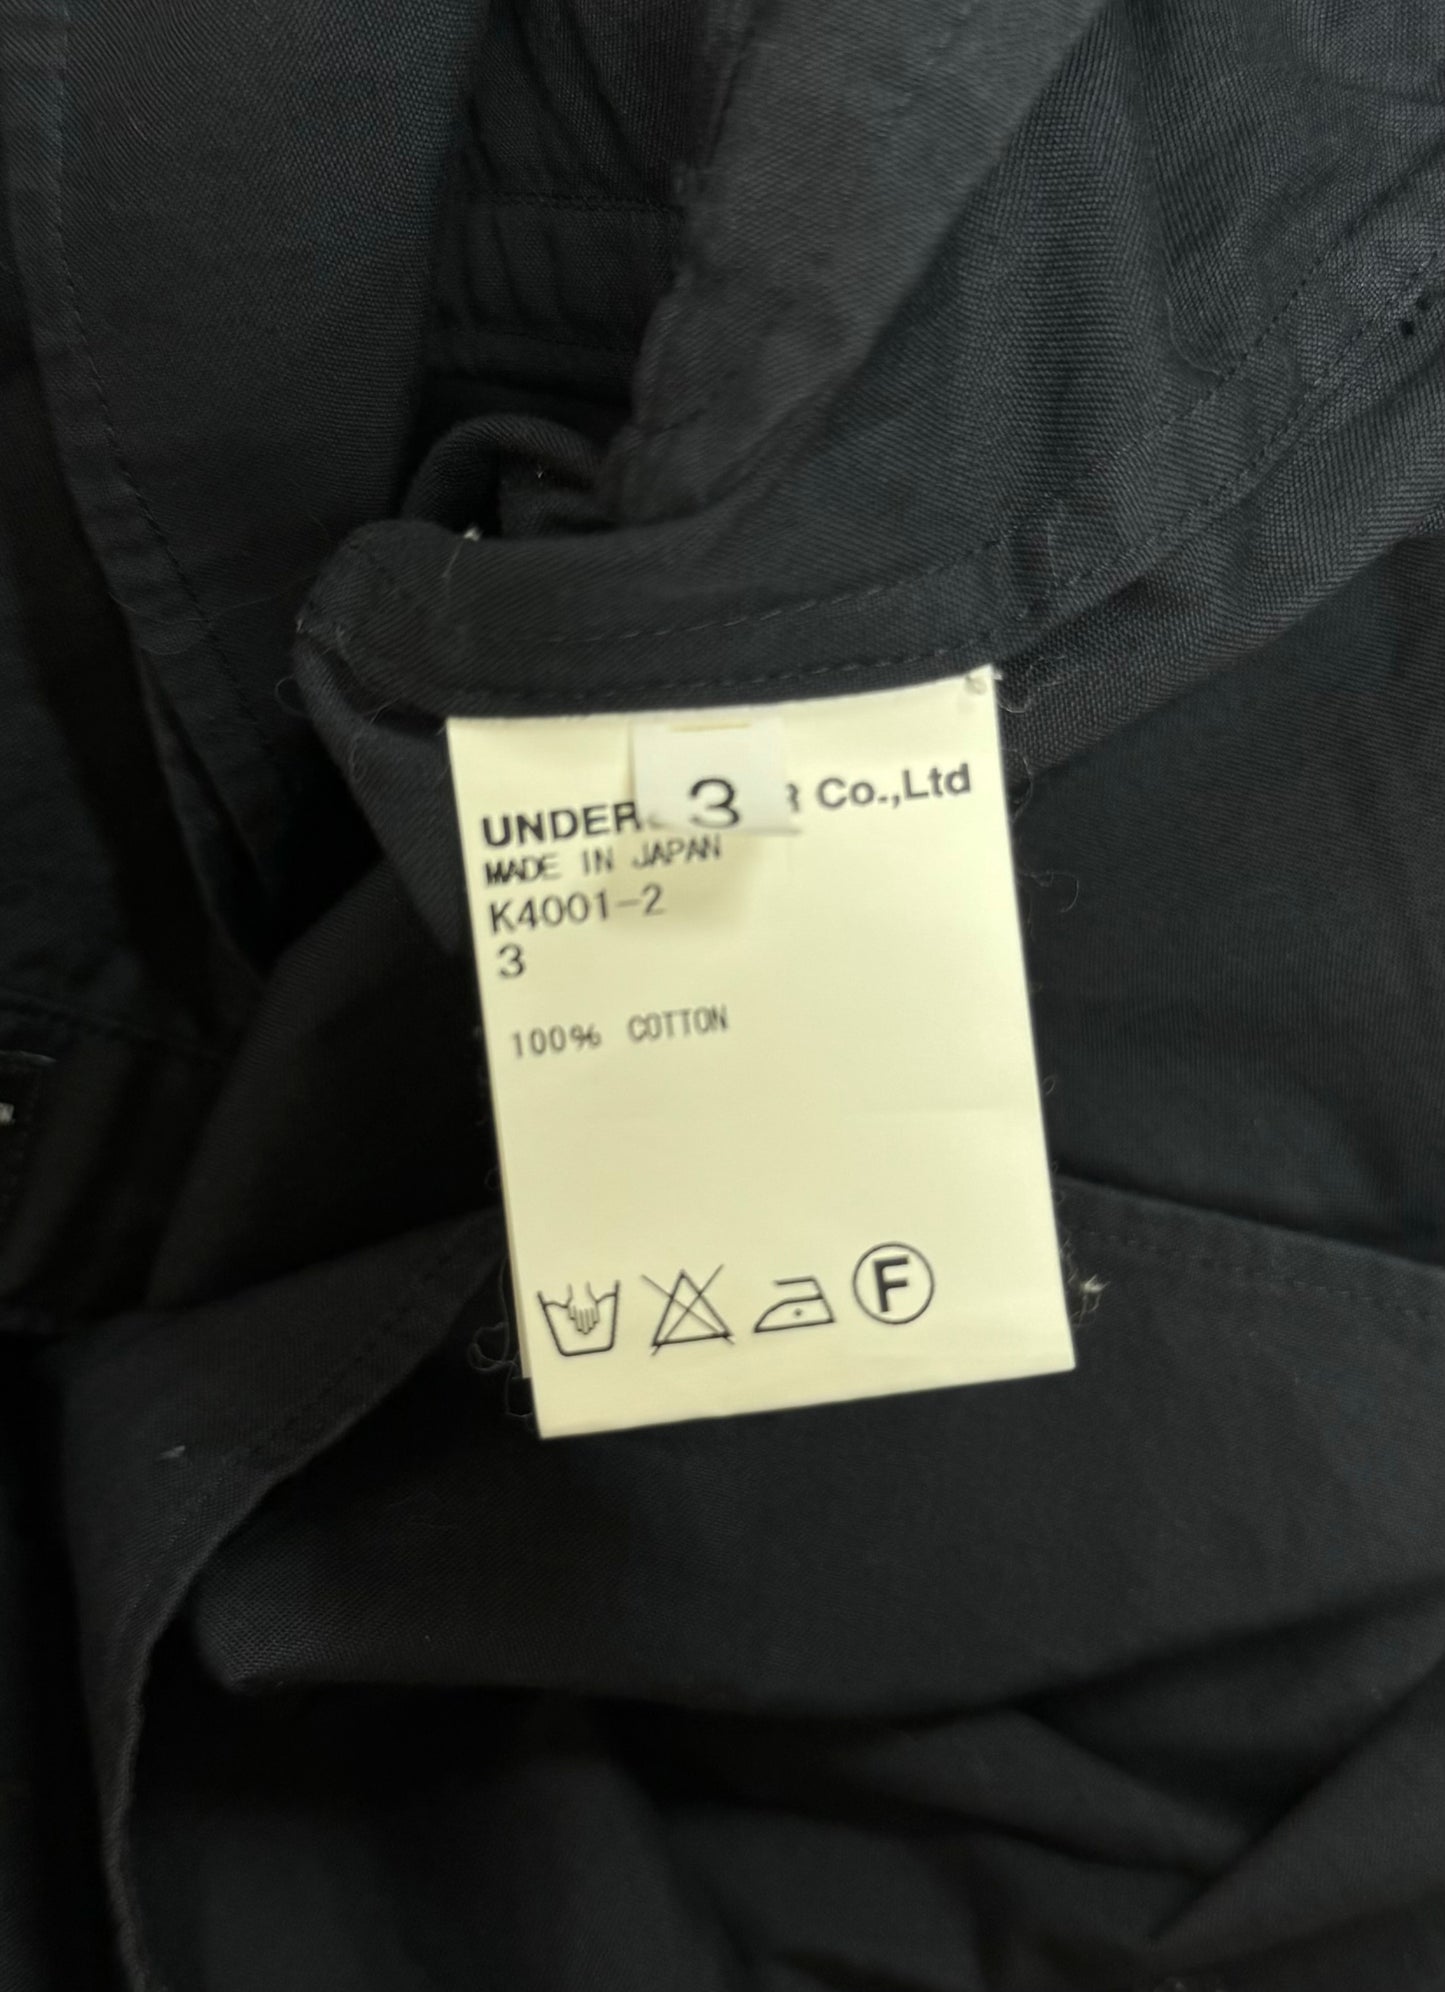 3
UNDER R Co.,Ltd
MADE IN JAPAN
K4001-2
3
100% COTTON
F